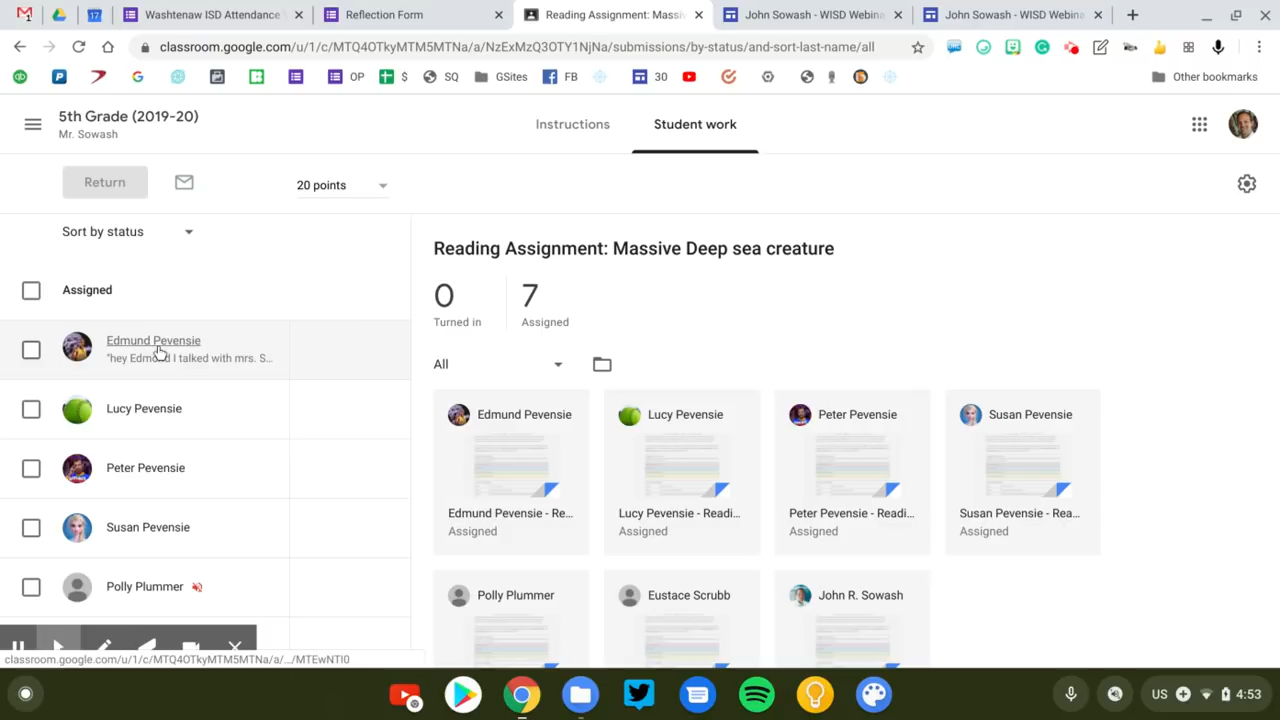 Washtenaw ISD Attendance
Reflection Form
Reading Assignment: Massi
John Sowash - WISD Webina
John Sowash - WISD Webina
classroom.google.com/u/1/c/MTQ4OTkyMTM5MTNa/a/NzExMzQ3OTY1NjNa/submissions/by-status/and-sort-last-name/all
OP
$
SQ
GSites
FB
30
Other bookmarks
5th Grade (2019-20)
Mr. Sowash
Instructions
Student work
Return
20 points
Sort by status
Assigned
Edmund Pevensie
"hey Edmond I talked with mrs. S...
Lucy Pevensie
Peter Pevensie
Susan Pevensie
Polly Plummer
Reading Assignment: Massive Deep sea creature
0
Turned in
7
Assigned
All
Edmund Pevensie
Edmund Pevensie - Re...
Assigned
Lucy Pevensie
Lucy Pevensie - Readi...
Assigned
Peter Pevensie
Peter Pevensie - Readi...
Assigned
Susan Pevensie
Susan Pevensie - Rea...
Assigned
Polly Plummer
Eustace Scrubb
John R. Sowash
classroom.google.com/u/1/c/MTQ4OTkyMTM5MTNa/a/.../MTEwNTI0
US
4:53